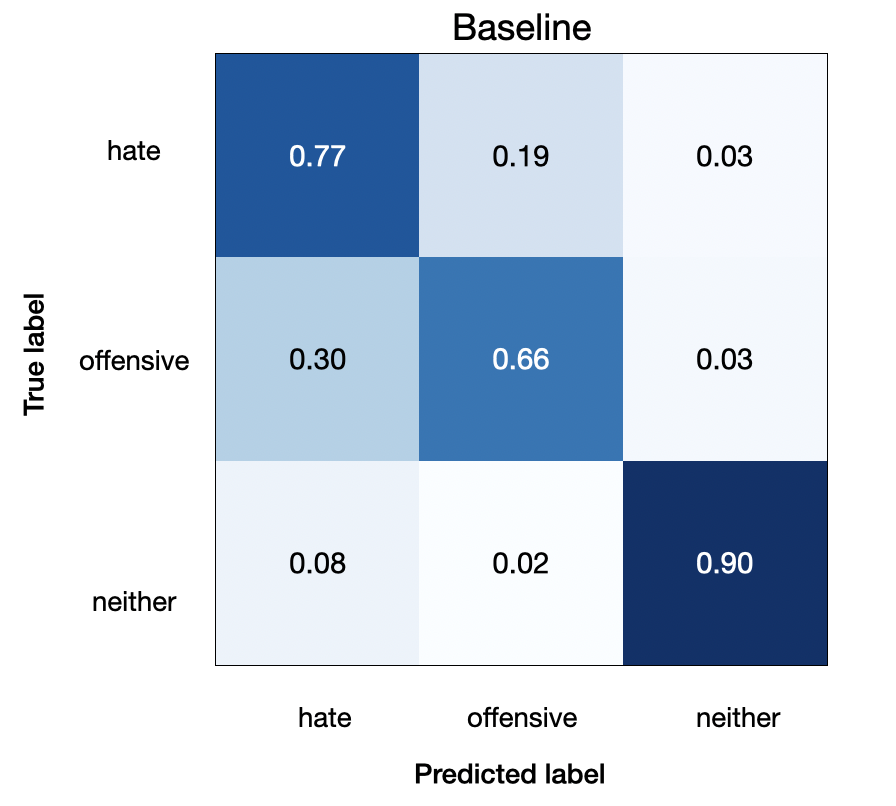 Baseline
hate
0.77 0.19 0.03
True label
offensive
0.30 0.66 0.03
neither
0.08 0.02 0.90
hate offensive neither
Predicted label